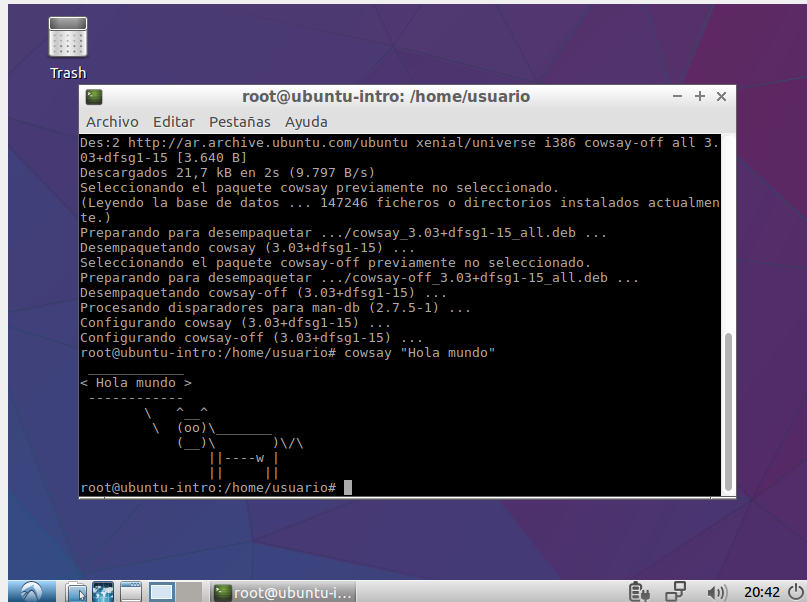 Trash
root@ubuntu-intro: /home/usuario
Archivo Editar Pestañas Ayuda
Des:2 http://ar.archive.ubuntu.com/ubuntu xenial/universe i386 cowsay-off all 3.
03+dfsg1-15 [3.640 B]
Descargados 21,7 kB en 2s (9.797 B/s)
Seleccionando el paquete cowsay previamente no seleccionado.
(Leyendo la base de datos ... 147246 ficheros o directorios instalados actualmen
te.)
Preparando para desempaquetar .../cowsay_3.03+dfsg1-15_all.deb ...
Desempaquetando cowsay (3.03+dfsg1-15) ...
Seleccionando el paquete cowsay-off previamente no seleccionado.
Preparando para desempaquetar .../cowsay-off_3.03+dfsg1-15_all.deb ...
Desempaquetando cowsay-off (3.03+dfsg1-15) ...
Procesando disparadores para man-db (2.7.5-1) ...
Configurando cowsay (3.03+dfsg1-15) ...
Configurando cowsay-off (3.03+dfsg1-15) ...
root@ubuntu-intro:/home/usuario# cowsay "Hola mundo"
 ____________
< Hola mundo >
 ------------
        \   ^__^
         \  (oo)\_______
            (__)\       )\/\
                ||----w |
                ||     ||
root@ubuntu-intro:/home/usuario#
root@ubuntu-i...
20:42